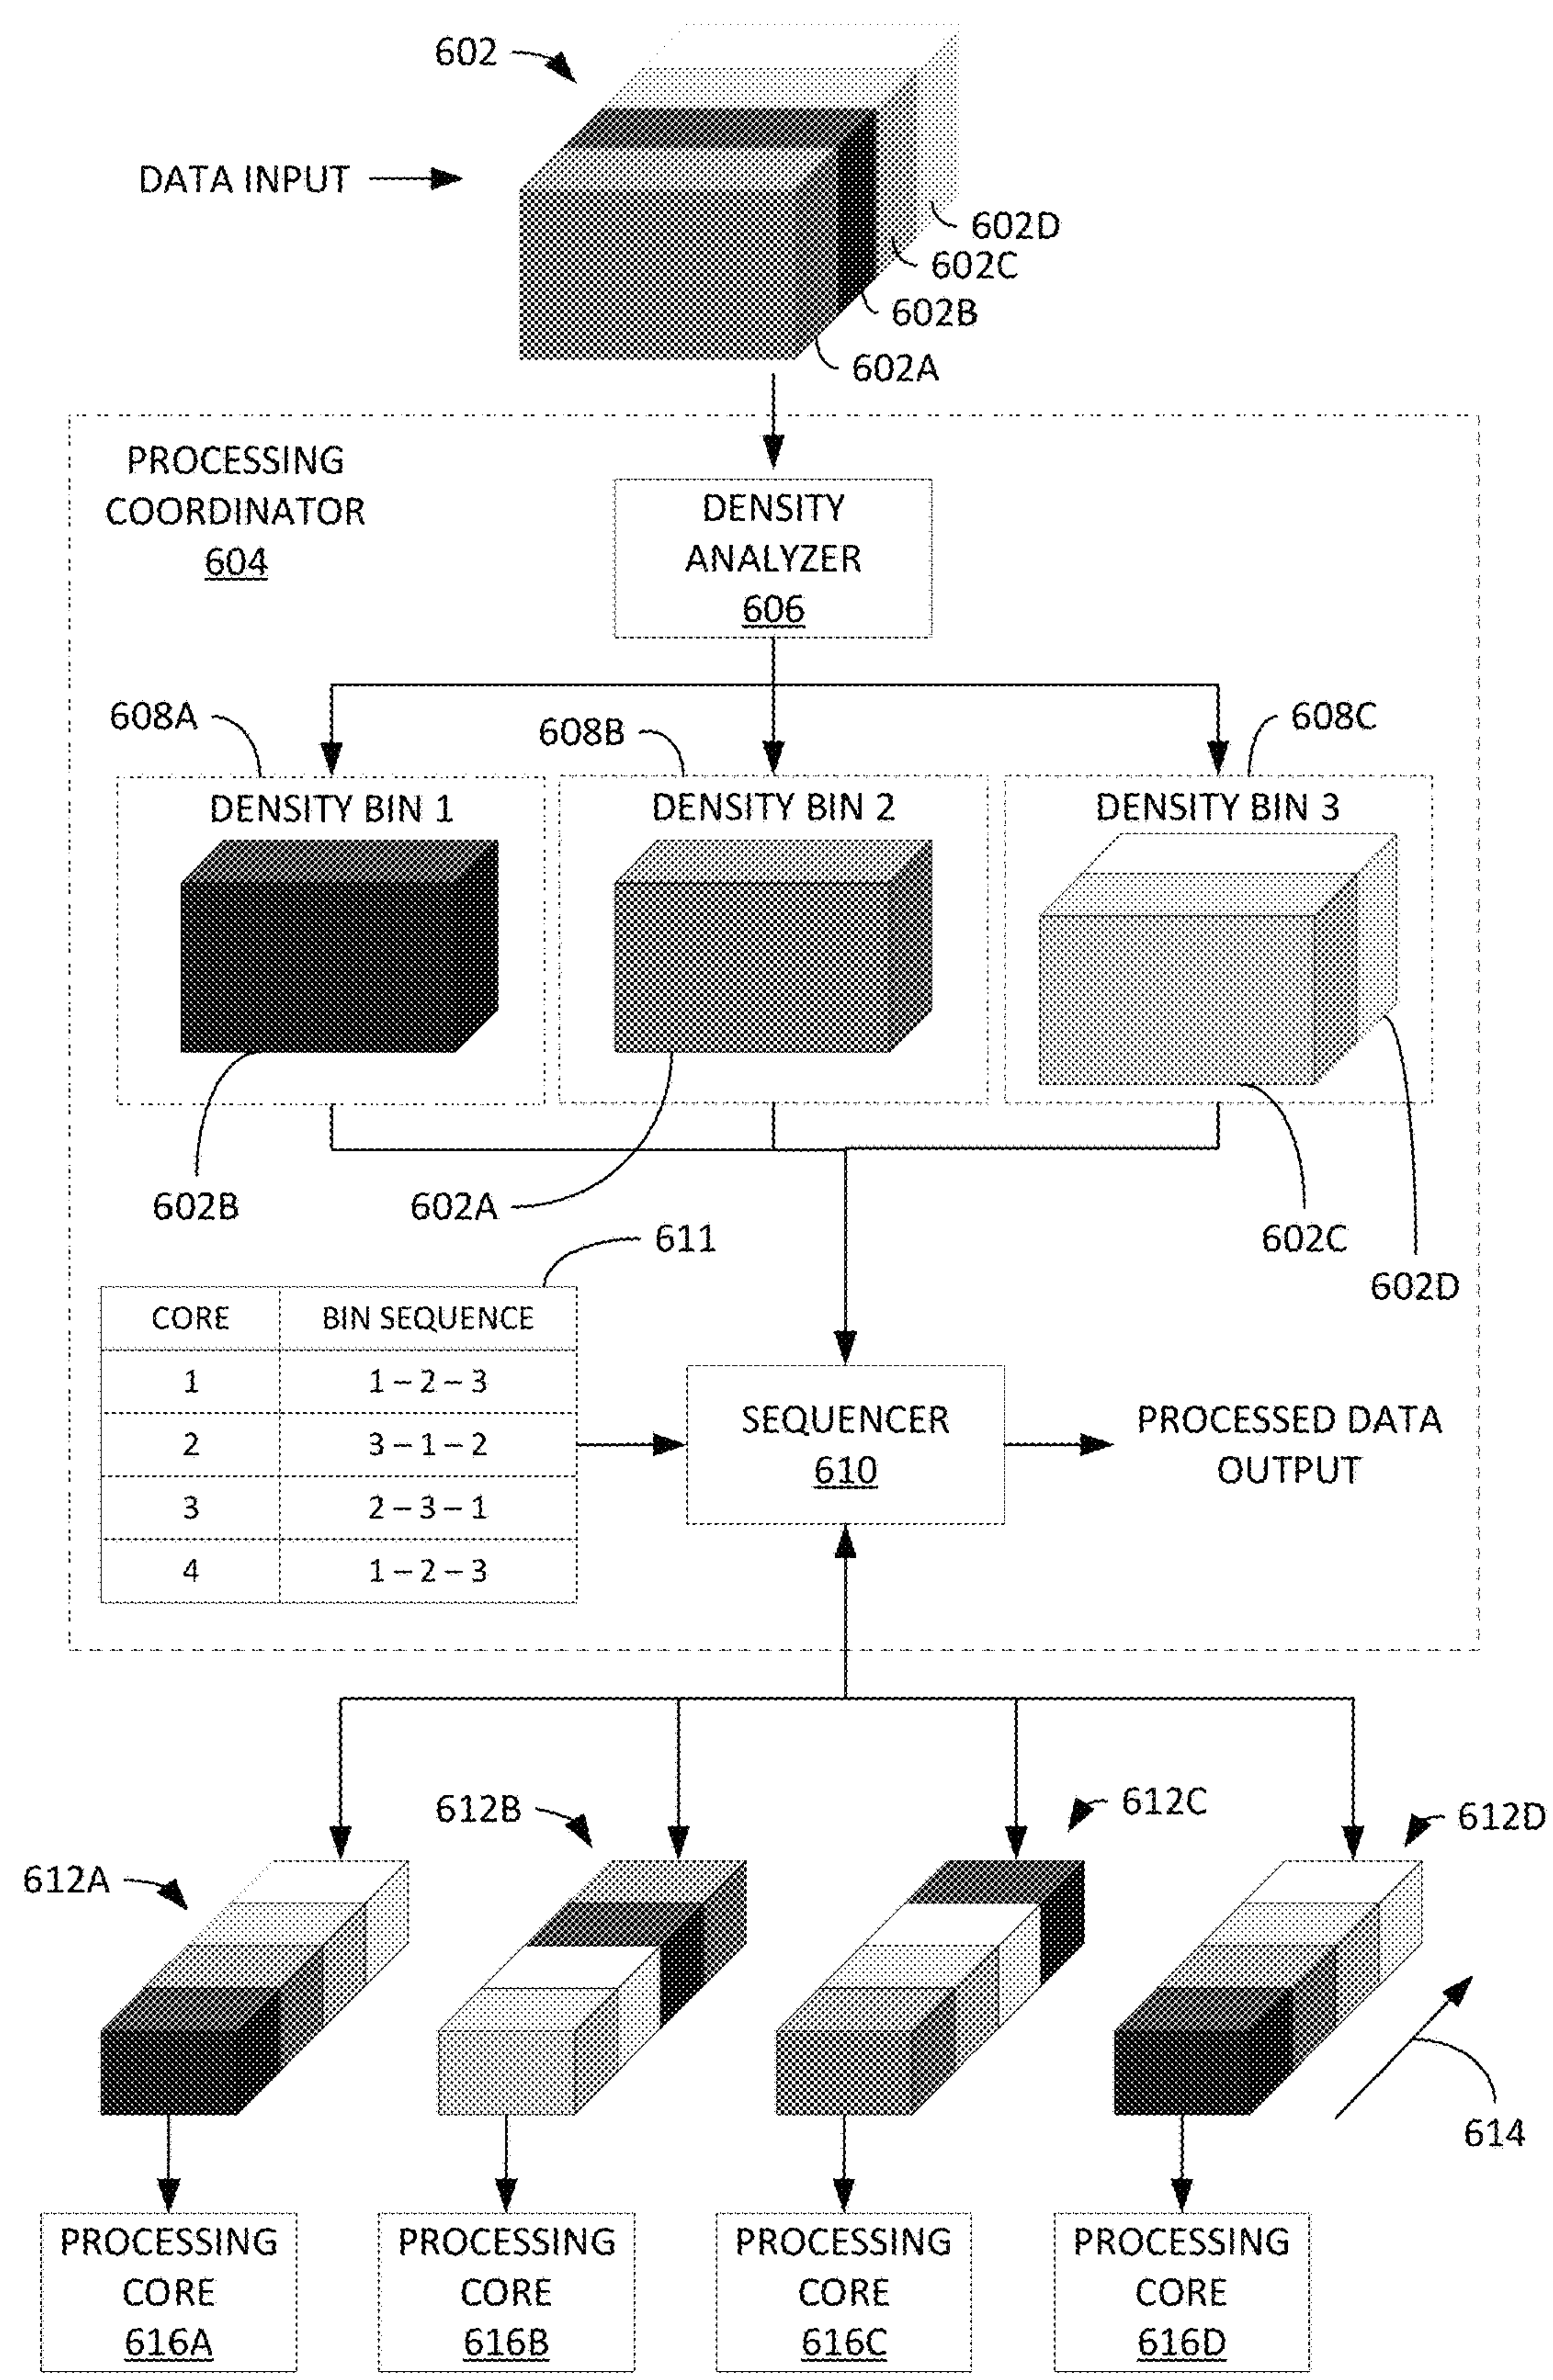 602
DATA INPUT
602D
602C
602B
602A
PROCESSING
COORDINATOR
604
DENSITY
ANALYZER
606
608A
608B
608C
DENSITY BIN 1
DENSITY BIN 2
DENSITY BIN 3
602B
602A
602C
602D
611
CORE BIN SEQUENCE
1 1 – 2 – 3
2 3 – 1 – 2
3 2 – 3 – 1
4 1 – 2 – 3
SEQUENCER
610
PROCESSED DATA
OUTPUT
612A
612B
612C
612D
614
PROCESSING
CORE
616A
PROCESSING
CORE
616B
PROCESSING
CORE
616C
PROCESSING
CORE
616D